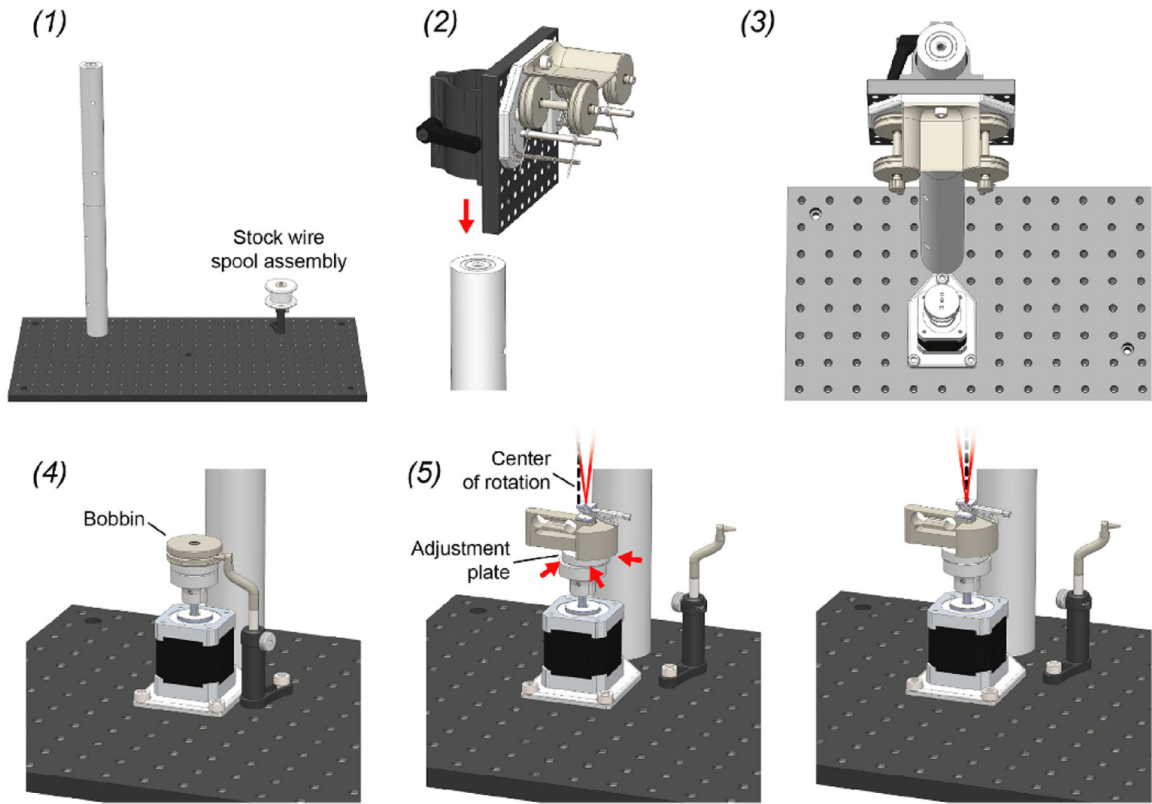 (1)
(2)
(3)
Stock wire
spool assembly
(4)
Bobbin
(5)
Center
of rotation
Adjustment
plate